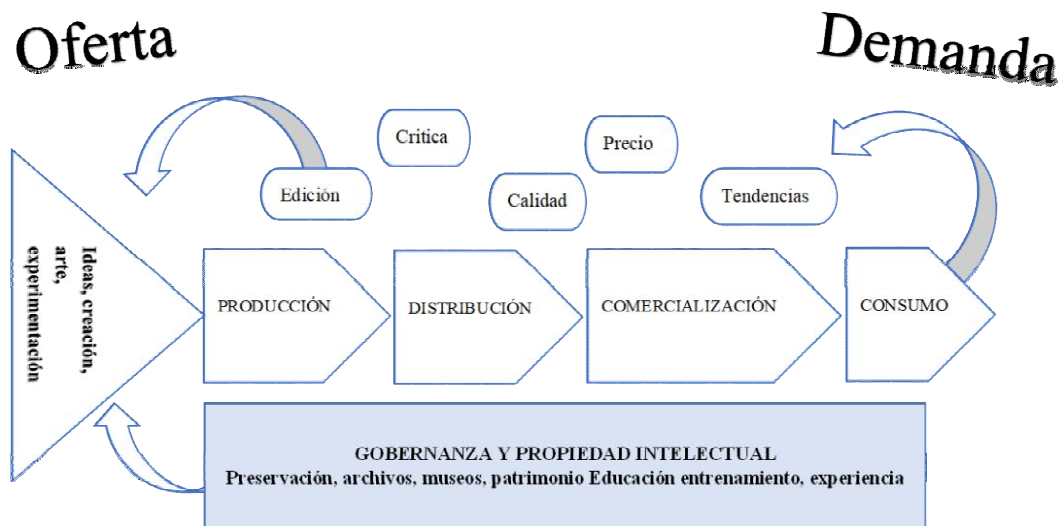 Oferta
Demanda
Critica
Precio
Edición
Calidad
Tendencias
Ideas, creación,
arte,
experimentación
PRODUCCIÓN
DISTRIBUCIÓN
COMERCIALIZACIÓN
CONSUMO
GOBERNANZA Y PROPIEDAD INTELECTUAL
Preservación, archivos, museos, patrimonio Educación entrenamiento, experiencia